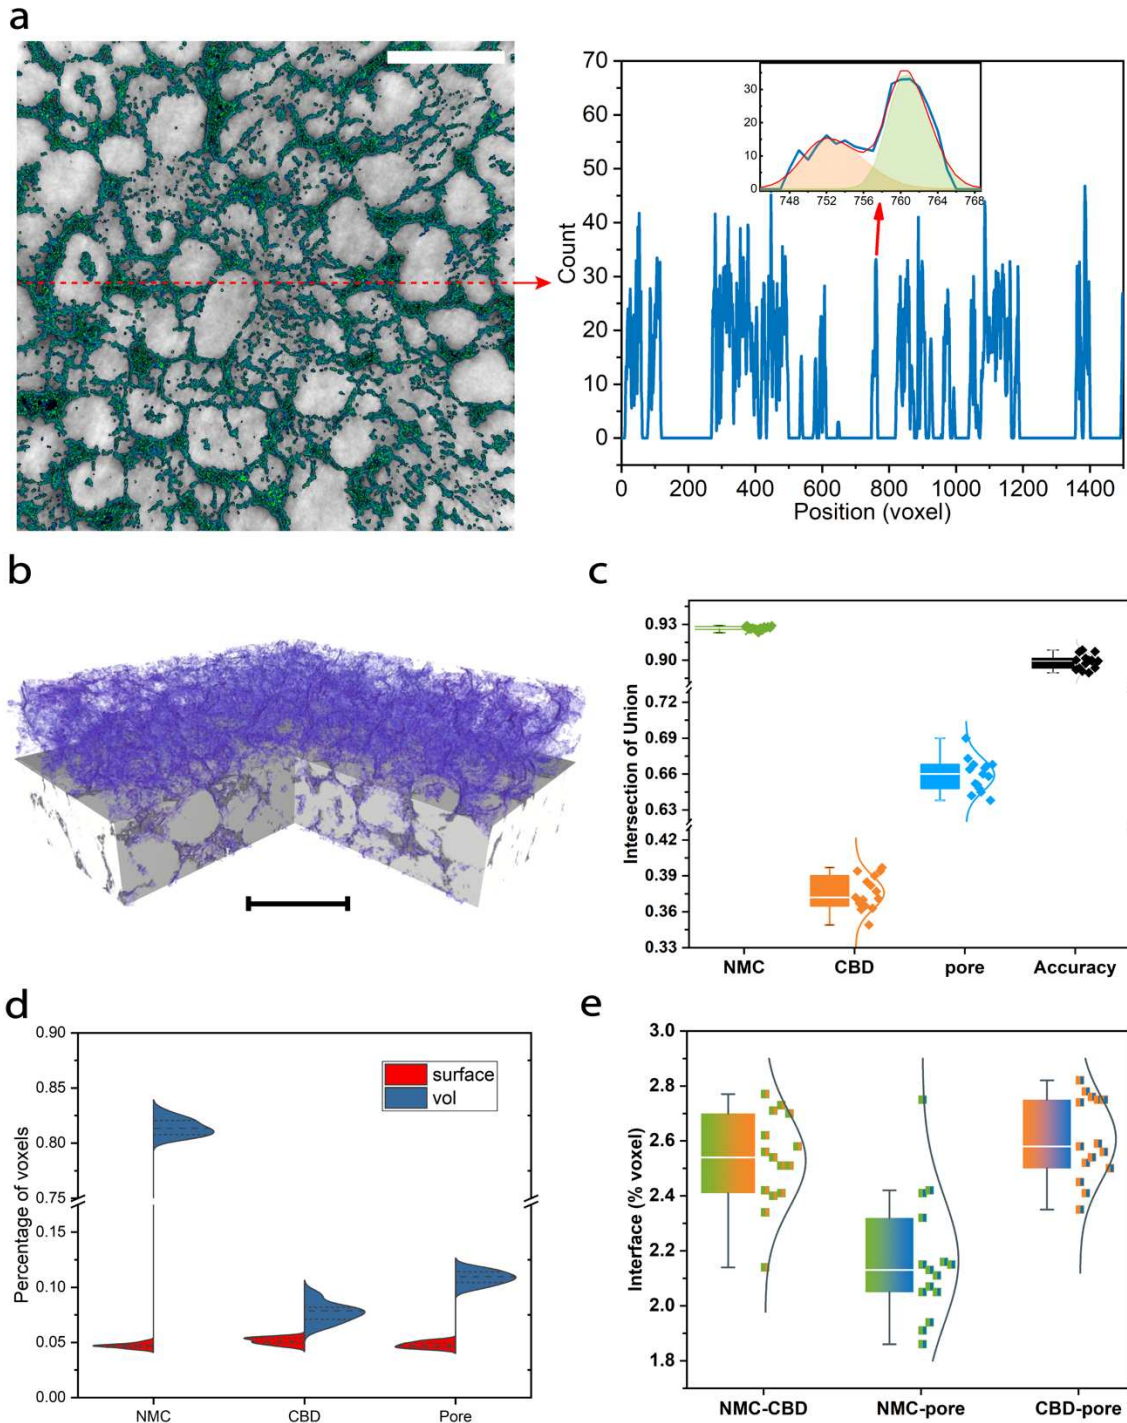 a
70
60
50
40
30
20
10
0
Count
0 200 400 600 800 1000 1200 1400
Position (voxel)
30
20
10
0
748 752 756 760 764 768
b
c
0.93
0.90
0.72
0.69
0.66
0.63
0.42
0.39
0.36
0.33
Intersection of Union
NMC CBD pore Accuracy
d
0.90
0.85
0.80
0.75
0.15
0.10
0.05
0.00
Percentage of voxels
surface
vol
NMC CBD Pore
e
3.0
2.8
2.6
2.4
2.2
2.0
1.8
Interface (% voxel)
NMC-CBD NMC-pore CBD-pore